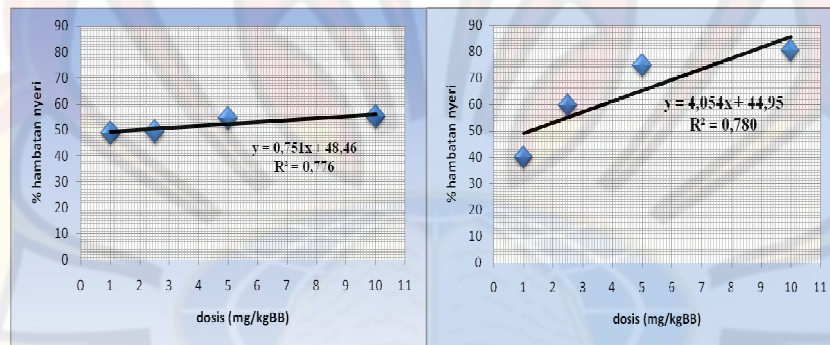 90
80
70
60
50
40
30
20
10
0
% hambatan nyeri
y = 0,751x + 48,46
R² = 0,776
0 1 2 3 4 5 6 7 8 9 10 11
dosis (mg/kgBB)
90
80
70
60
50
40
30
20
10
0
% hambatan nyeri
y = 4,054x + 44,95
R² = 0,780
0 1 2 3 4 5 6 7 8 9 10 11
dosis (mg/kgBB)